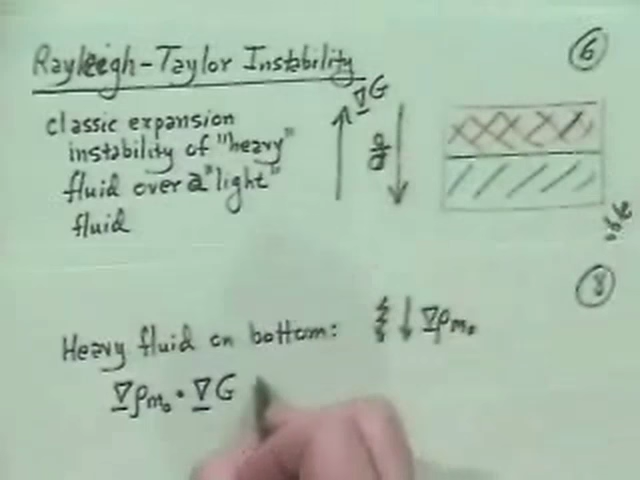 Rayleigh-Taylor Instability
6
classic expansion
instability of "heavy"
fluid over a "light"
fluid
∇G
g
8
Heavy fluid on bottom: ↓ ∇ρm₀
∇ρm₀ · ∇G